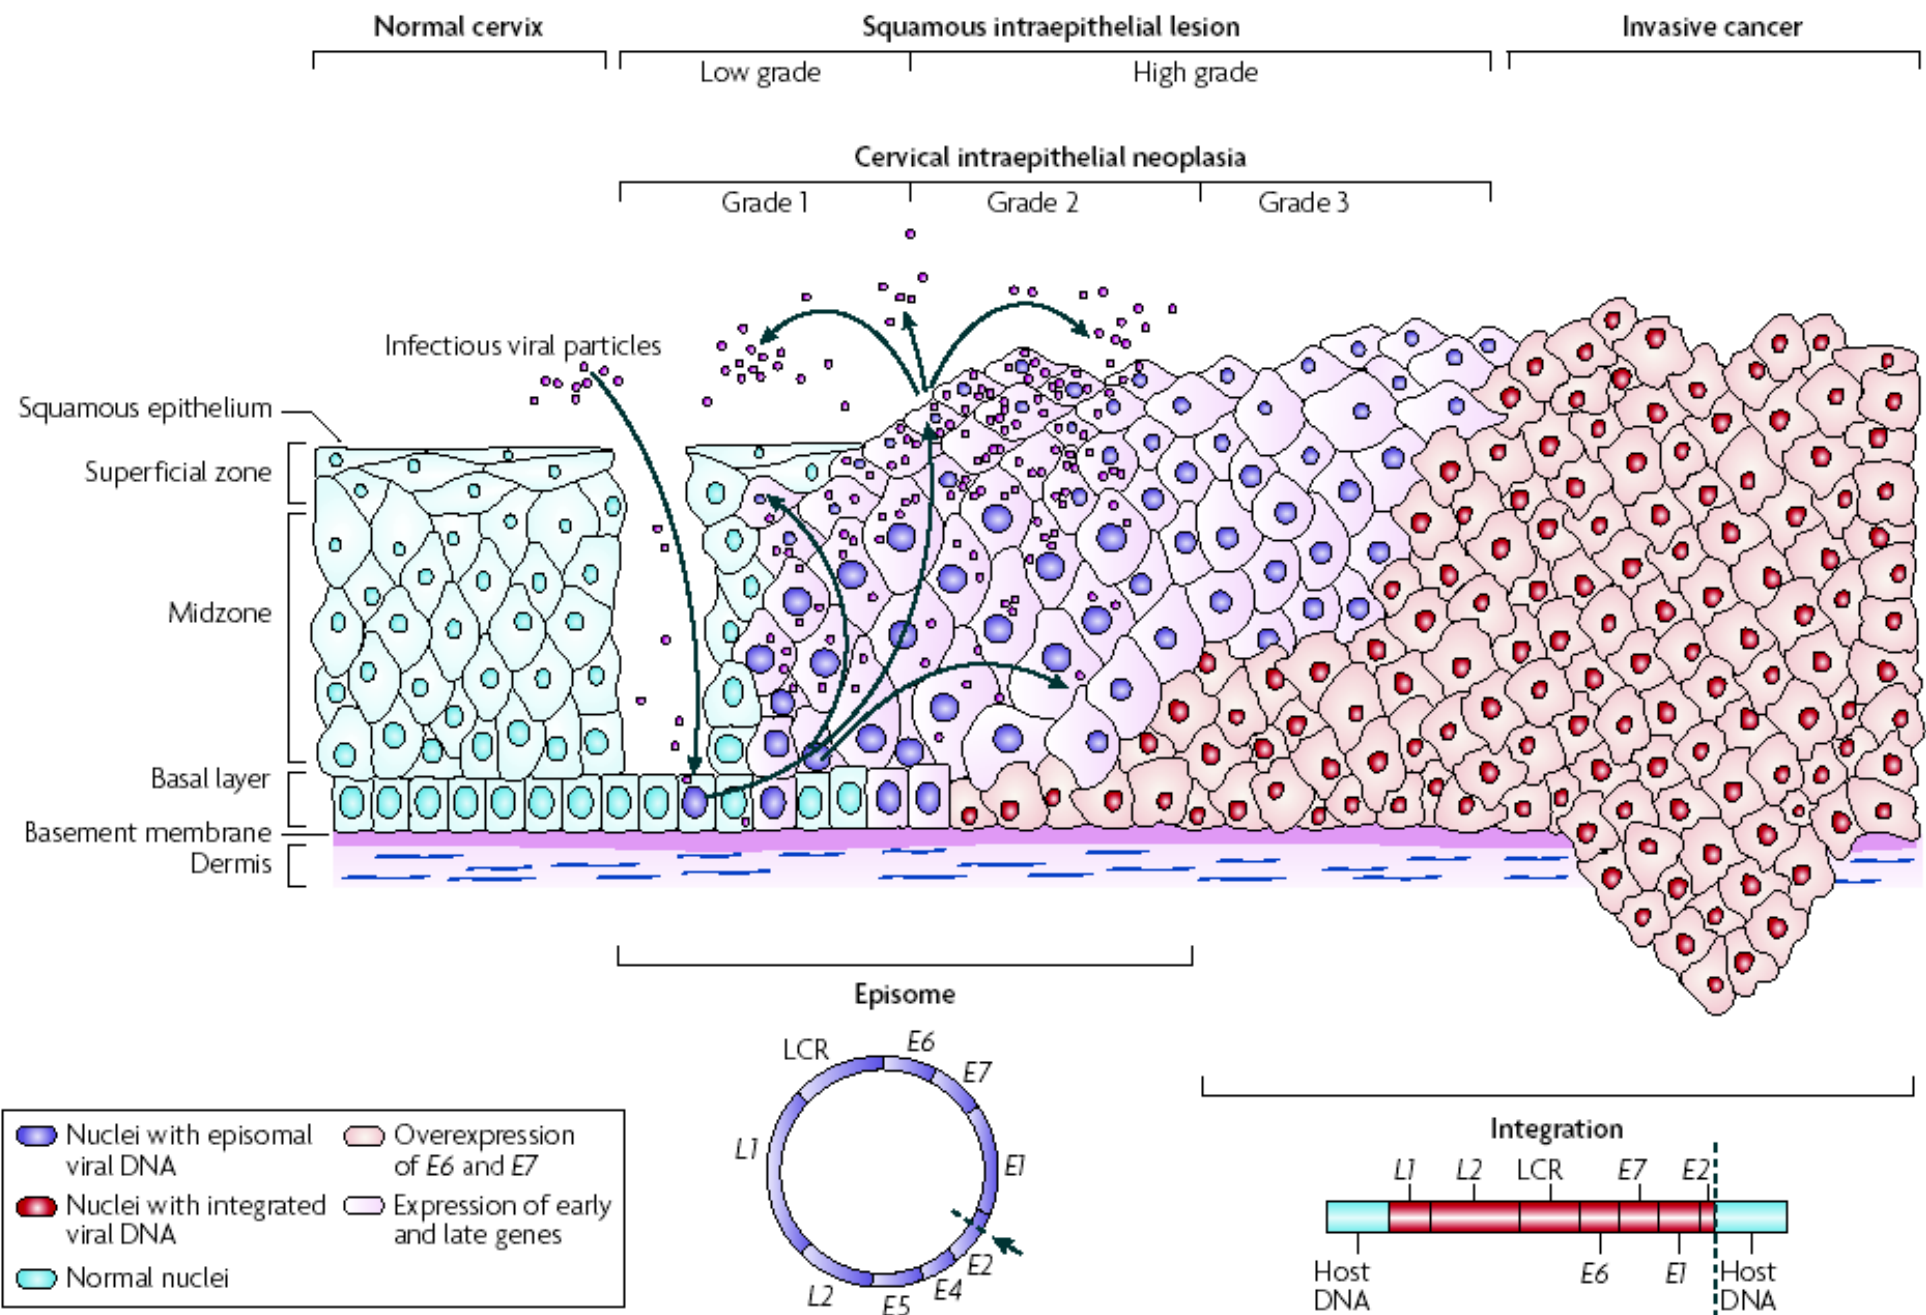 Normal cervix
Squamous intraepithelial lesion
Invasive cancer
Low grade
High grade
Cervical intraepithelial neoplasia
Grade 1
Grade 2
Grade 3
Infectious viral particles
Squamous epithelium
Superficial zone
Midzone
Basal layer
Basement membrane
Dermis
Episome
LCR
E6
E7
E1
E2
E4
E5
L2
L1
Integration
L1
L2
LCR
E7
E2
Host
DNA
E6
E1
Host
DNA
Nuclei with episomal
viral DNA
Nuclei with integrated
viral DNA
Normal nuclei
Overexpression
of E6 and E7
Expression of early
and late genes